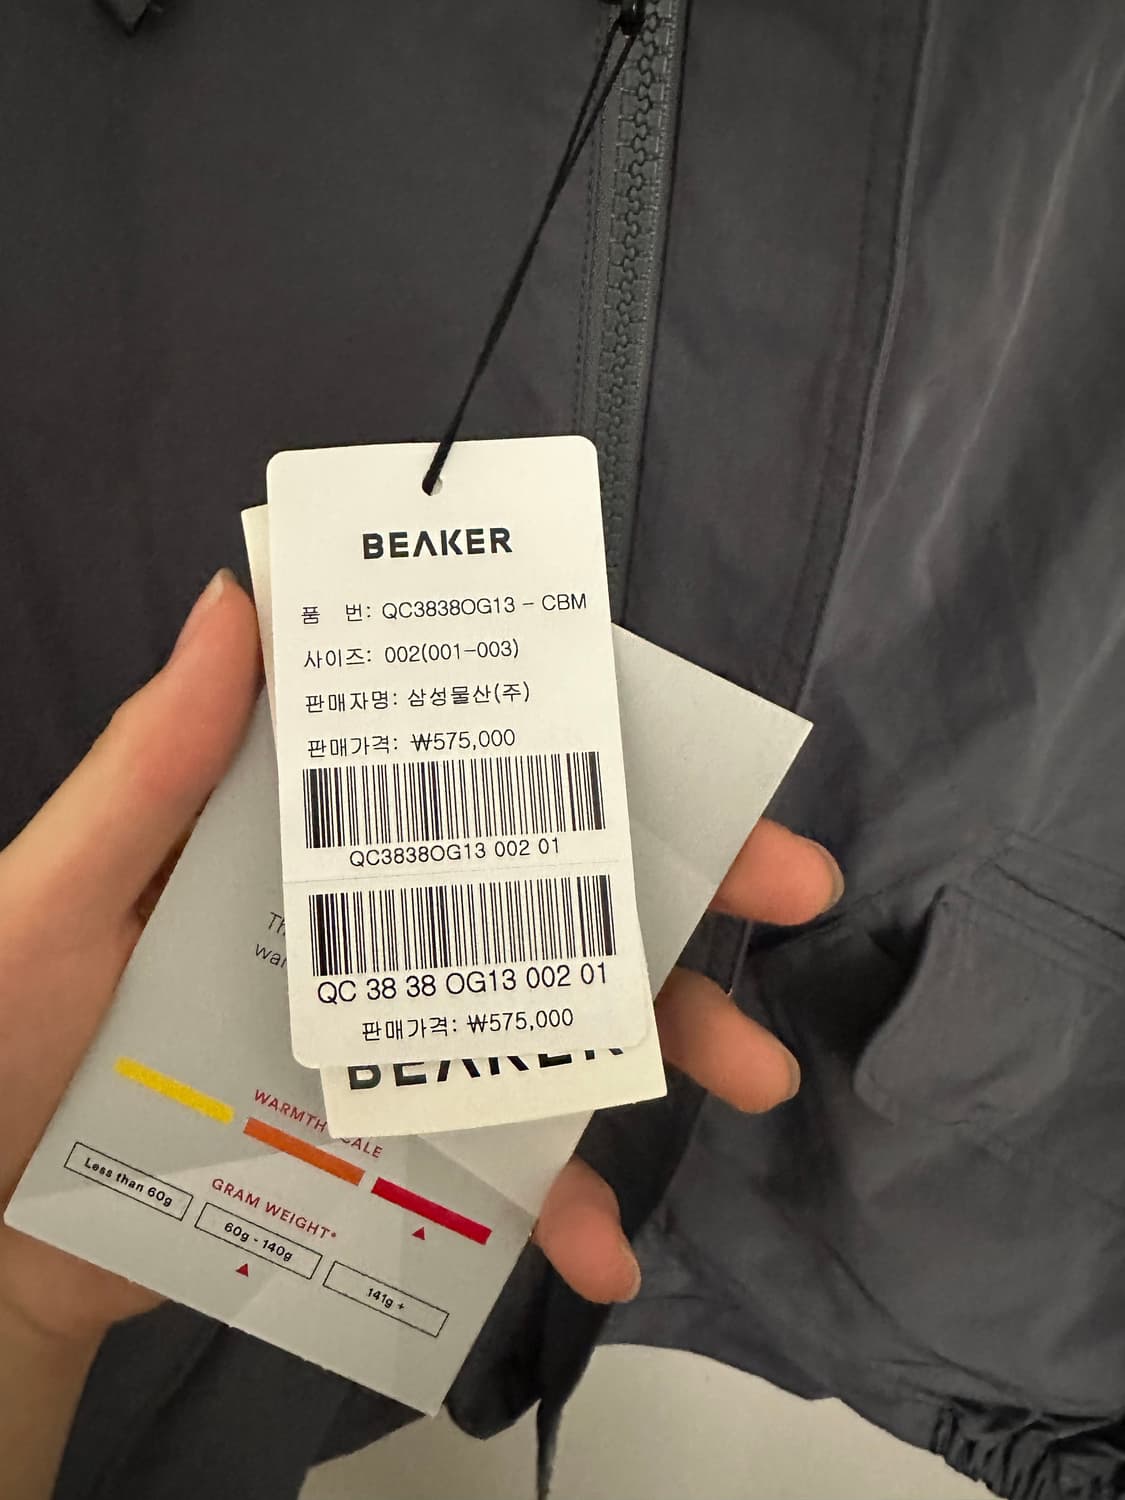 BEAKER
품 번: QC3838OG13 - CBM
사이즈: 002(001-003)
판매자명: 삼성물산(주)
판매가격: ₩575,000
QC3838OG13 002 01
QC 38 38 OG13 002 01
판매가격: ₩575,000
BEAKER
WARMTH
GRAM WEIGHT*
Less than 60g
60g - 140g
141g +